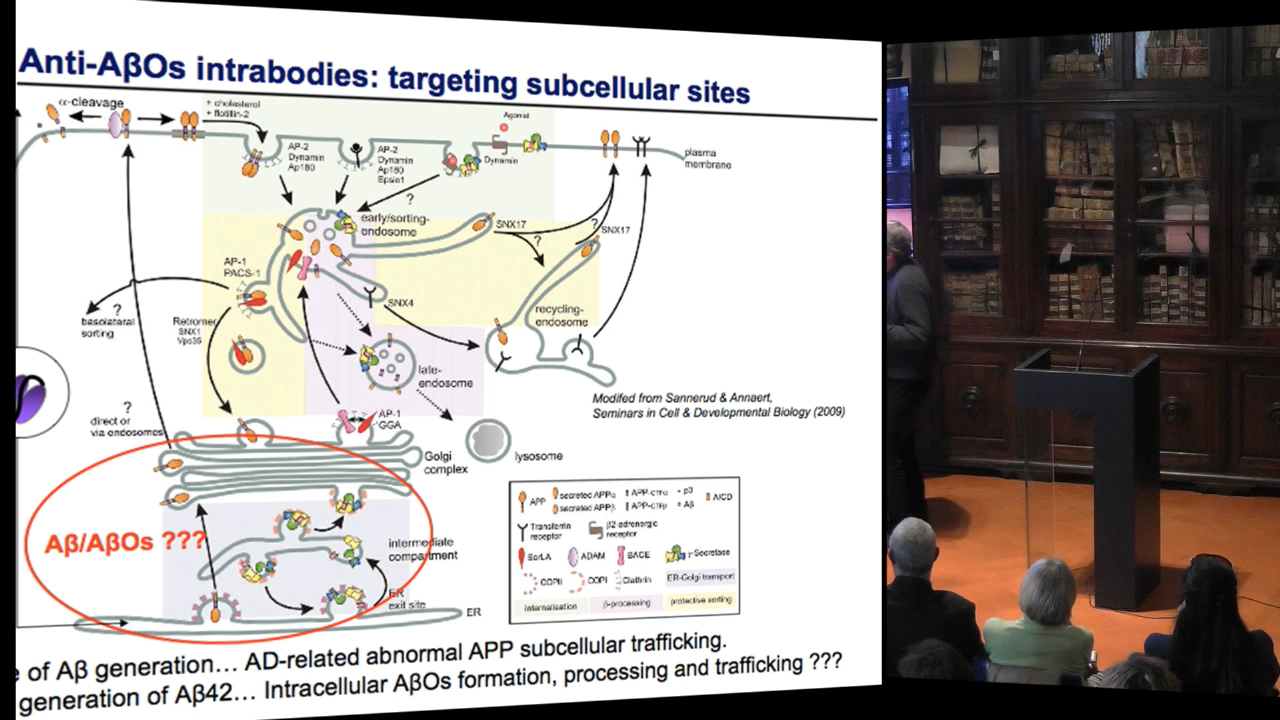 Anti-AβOs intrabodies: targeting subcellular sites
α-cleavage
+ cholesterol
+ flotillin-2
AP-2
Dynamin
Ap180
AP-2
Dynamin
Ap180
Epsin1
Agonist
Dynamin
plasma
membrane
?
early/sorting-
endosome
SNX17
?
?
SNX17
AP-1
PACS-1
?
basolateral
sorting
Retromer
SNX1
Vps35
SNX4
recycling-
endosome
late-
endosome
Modifed from Sannerud & Annaert,
Seminars in Cell & Developmental Biology (2009)
?
direct or
via endosomes
AP-1
GGA
Golgi
complex
lysosome
Aβ/AβOs ???
intermediate
compartment
ER
exit site
ER
APP
secreted APPα
secreted APPβ
APP-CTFα
APP-CTFβ
p3
Aβ
AICD
Transferrin
receptor
β2-adrenergic
receptor
SorLA
ADAM
BACE
γ-Secretase
COPII
COPI
Clathrin
ER-Golgi transport
internalisation
β-processing
protective sorting
of Aβ generation… AD-related abnormal APP subcellular trafficking.
generation of Aβ42… Intracellular AβOs formation, processing and trafficking ???